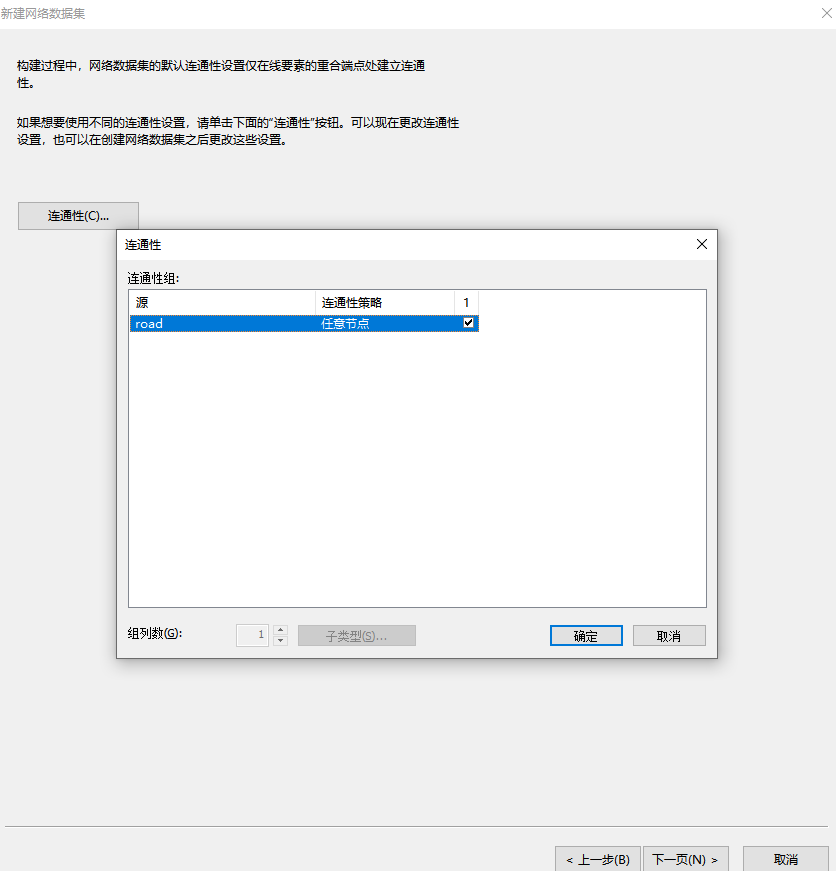 新建网络数据集
构建过程中，网络数据集的默认连通性设置仅在线要素的重合端点处建立连通
性。
如果想要使用不同的连通性设置，请单击下面的“连通性”按钮。可以现在更改连通性
设置，也可以在创建网络数据集之后更改这些设置。
连通性(C)...
连通性
连通性组:
源 连通性策略 1
road 任意节点
组列数(G): 1 子类型(S)... 确定 取消
< 上一步(B) 下一页(N) > 取消